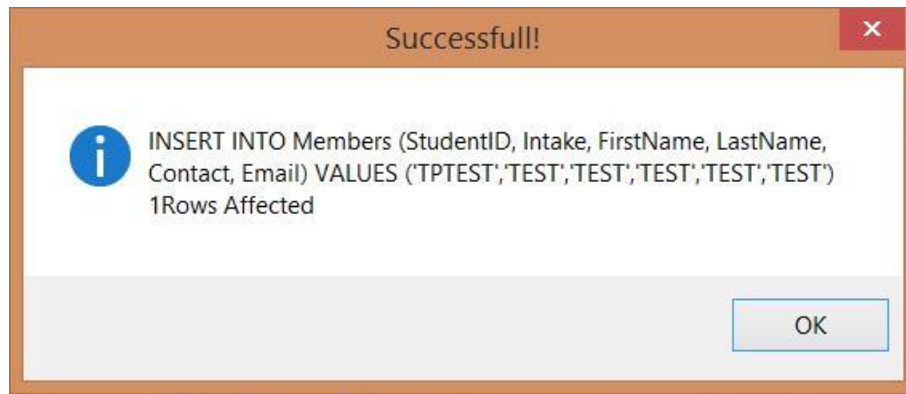 Successfull!
INSERT INTO Members (StudentID, Intake, FirstName, LastName,
Contact, Email) VALUES ('TPTEST','TEST','TEST','TEST','TEST','TEST')
1Rows Affected
OK